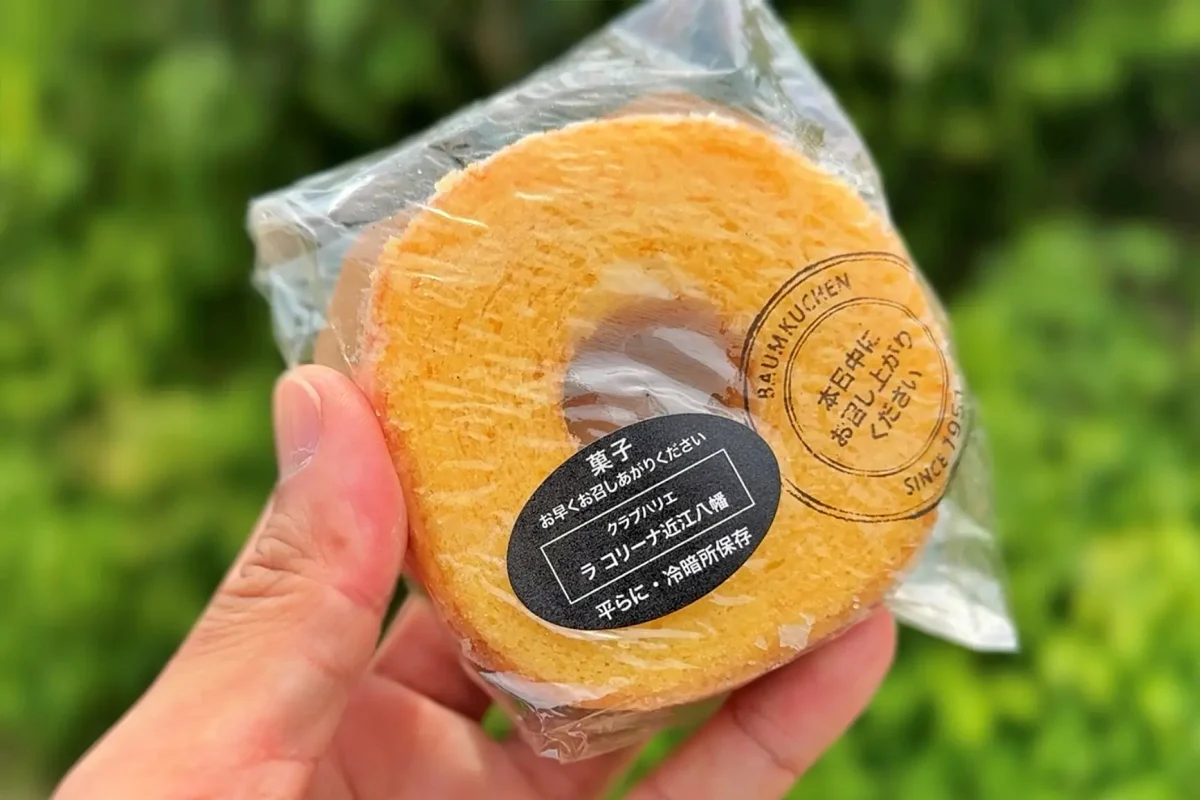 菓子
お早くお召しあがりください
クラブハリエ
ラ コリーナ近江八幡
平らに・冷暗所保存
BAUMKUCHEN
本日中に
お召し上がり
ください
SINCE 1951